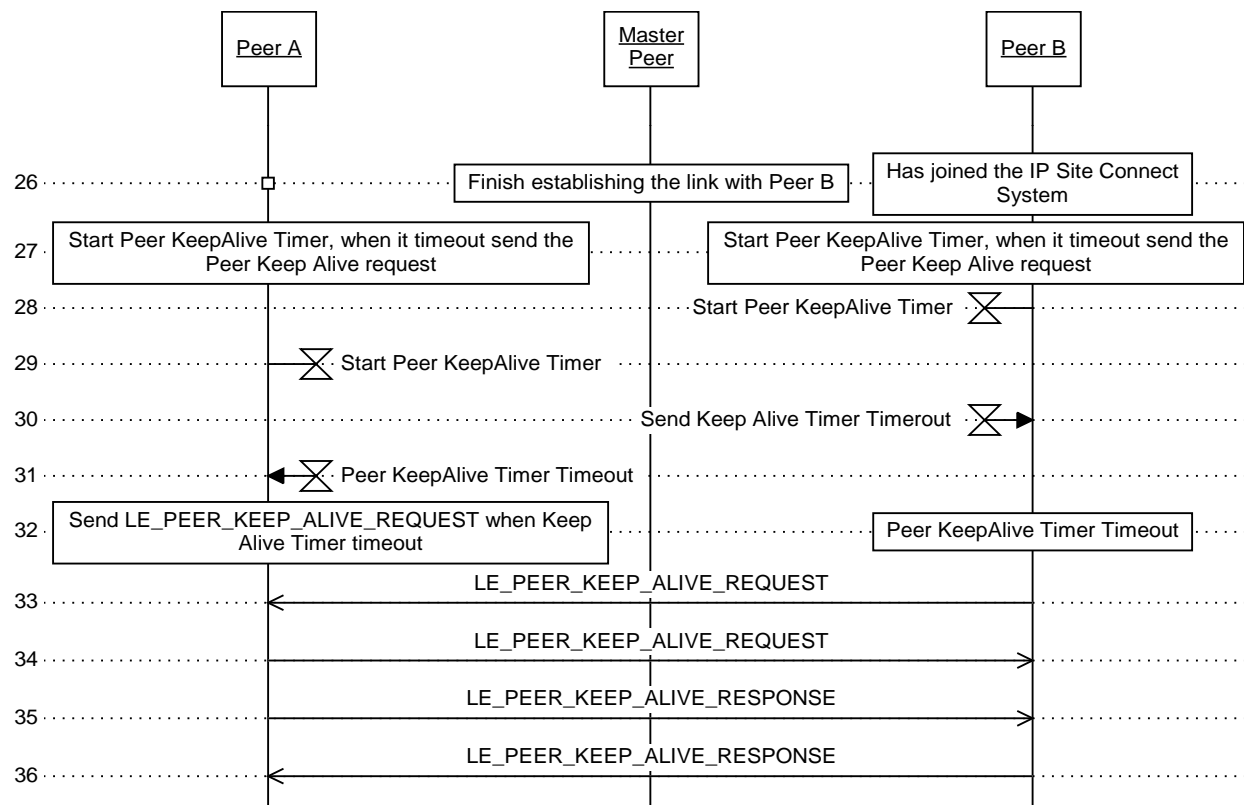 Peer A
Master
Peer
Peer B
26
Finish establishing the link with Peer B
Has joined the IP Site Connect
System
27
Start Peer KeepAlive Timer, when it timeout send the
Peer Keep Alive request
Start Peer KeepAlive Timer, when it timeout send the
Peer Keep Alive request
28
Start Peer KeepAlive Timer
29
Start Peer KeepAlive Timer
30
Send Keep Alive Timer Timerout
31
Peer KeepAlive Timer Timeout
32
Send LE_PEER_KEEP_ALIVE_REQUEST when Keep
Alive Timer timeout
Peer KeepAlive Timer Timeout
33
LE_PEER_KEEP_ALIVE_REQUEST
34
LE_PEER_KEEP_ALIVE_REQUEST
35
LE_PEER_KEEP_ALIVE_RESPONSE
36
LE_PEER_KEEP_ALIVE_RESPONSE